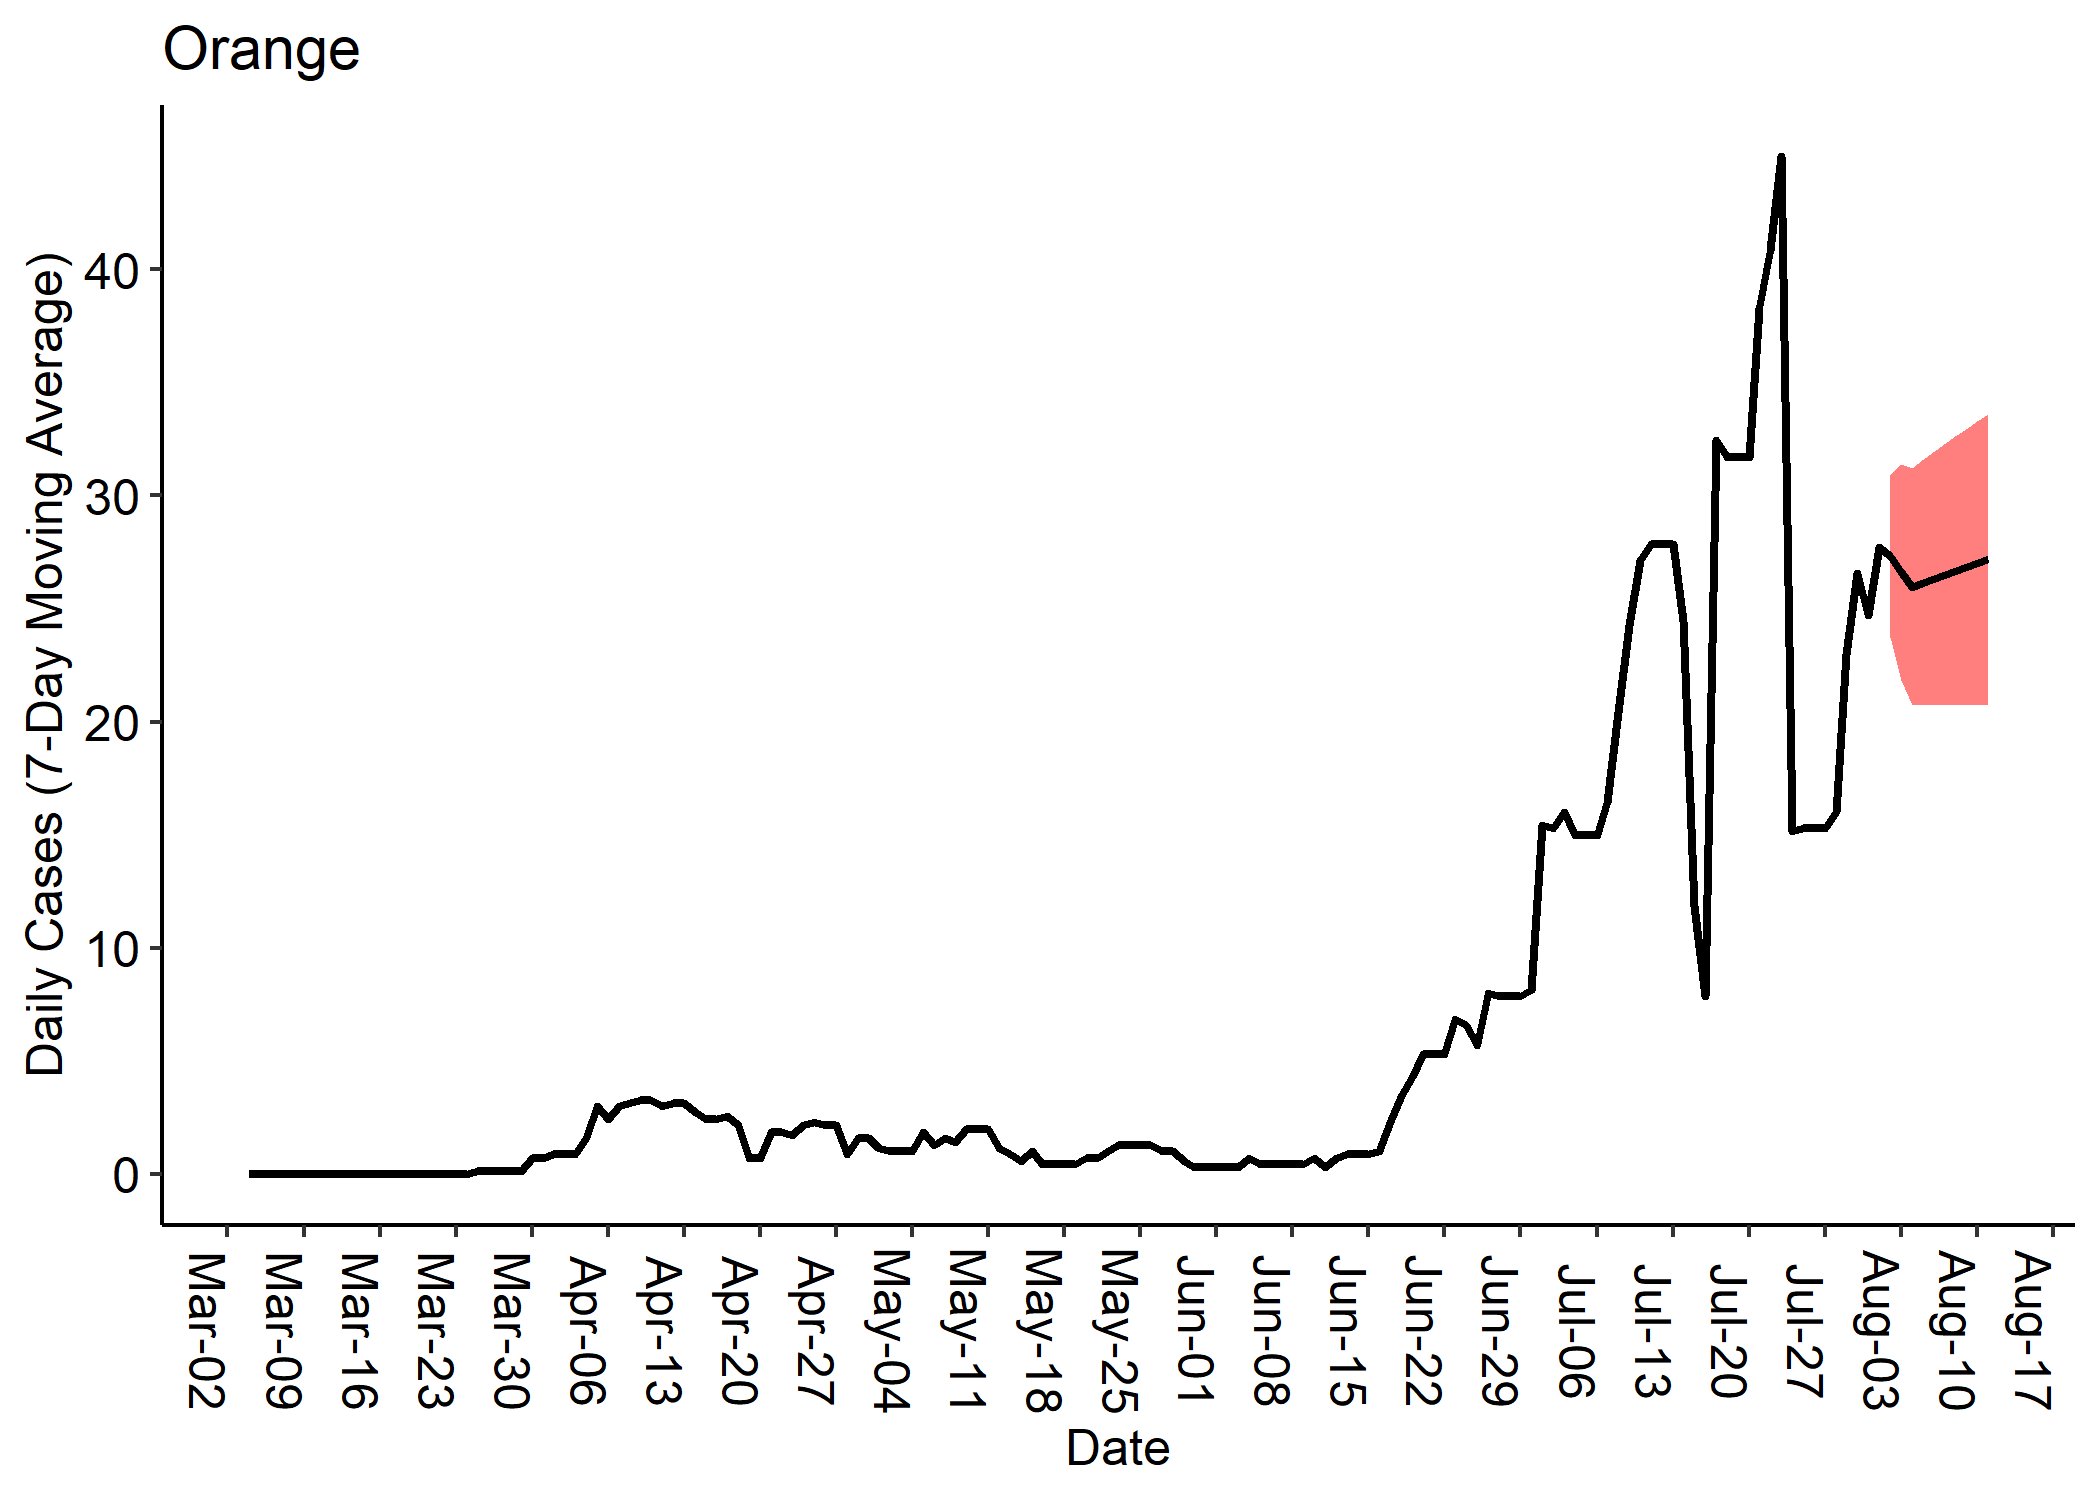 Orange
Daily Cases (7-Day Moving Average)
40
30
20
10
0
Mar-02
Mar-09
Mar-16
Mar-23
Mar-30
Apr-06
Apr-13
Apr-20
Apr-27
May-04
May-11
May-18
May-25
Jun-01
Jun-08
Jun-15
Jun-22
Jun-29
Jul-06
Jul-13
Jul-20
Jul-27
Aug-03
Aug-10
Aug-17
Date